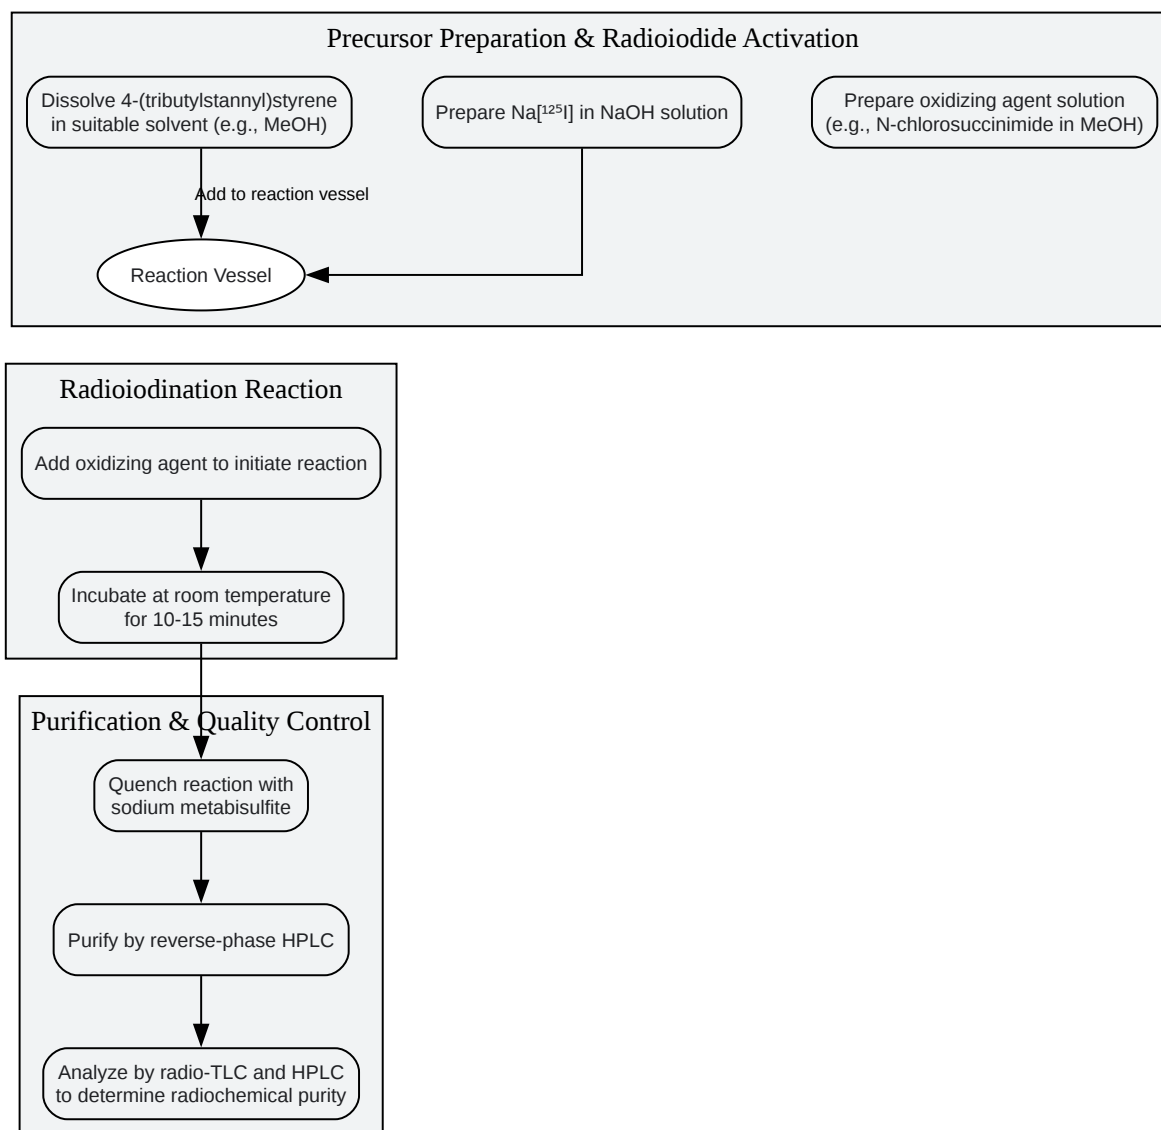 Precursor Preparation & Radioiodide Activation
Dissolve 4-(tributylstannyl)styrene
in suitable solvent (e.g., MeOH)
Prepare Na[¹²⁵I] in NaOH solution
Prepare oxidizing agent solution
(e.g., N-chlorosuccinimide in MeOH)
Add to reaction vessel
Reaction Vessel
Radioiodination Reaction
Add oxidizing agent to initiate reaction
Incubate at room temperature
for 10-15 minutes
Purification & Quality Control
Quench reaction with
sodium metabisulfite
Purify by reverse-phase HPLC
Analyze by radio-TLC and HPLC
to determine radiochemical purity